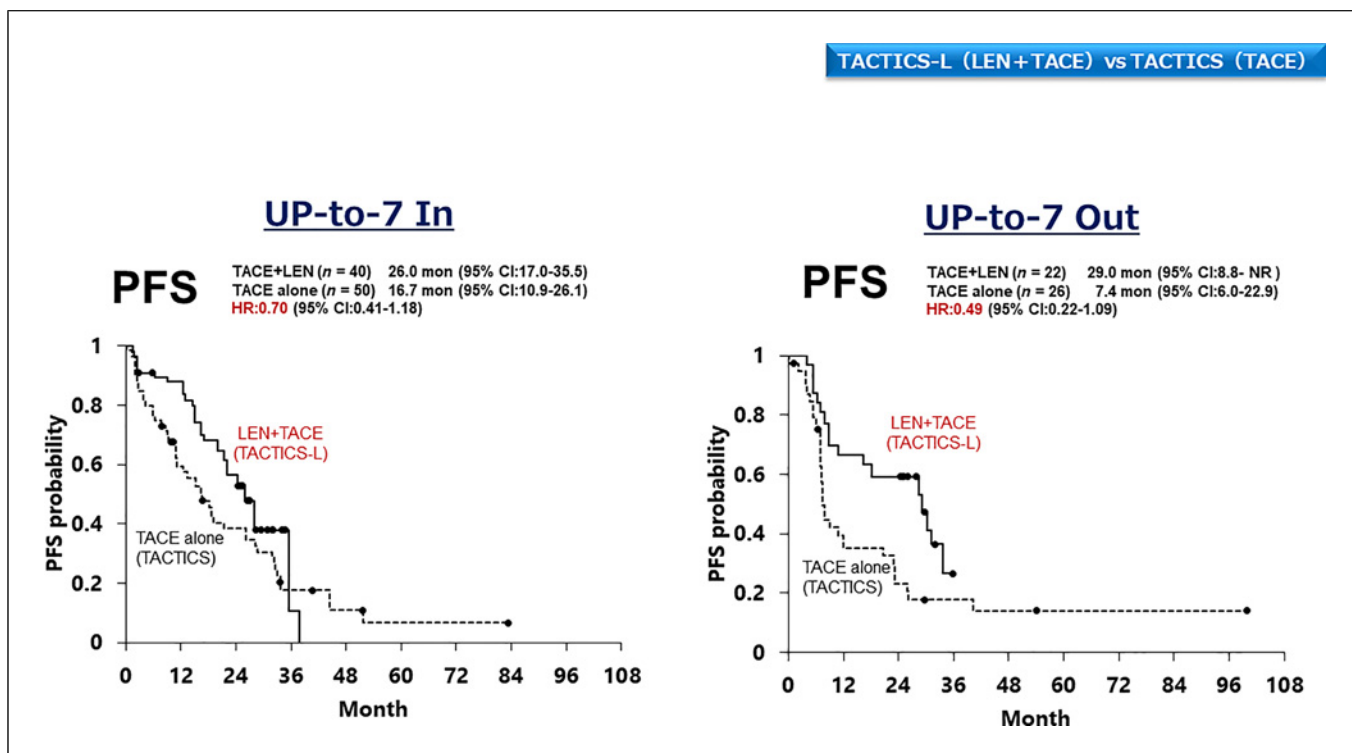 TACTICS-L (LEN+TACE) vs TACTICS (TACE)
UP-to-7 In
PFS
TACE+LEN (n = 40) 26.0 mon (95% CI:17.0-35.5)
TACE alone (n = 50) 16.7 mon (95% CI:10.9-26.1)
HR:0.70 (95% CI:0.41-1.18)
PFS probability
1
0.8
0.6
0.4
0.2
0
LEN+TACE
(TACTICS-L)
TACE alone
(TACTICS)
0 12 24 36 48 60 72 84 96 108
Month
UP-to-7 Out
PFS
TACE+LEN (n = 22) 29.0 mon (95% CI:8.8- NR )
TACE alone (n = 26) 7.4 mon (95% CI:6.0-22.9)
HR:0.49 (95% CI:0.22-1.09)
PFS probability
1
0.8
0.6
0.4
0.2
0
LEN+TACE
(TACTICS-L)
TACE alone
(TACTICS)
0 12 24 36 48 60 72 84 96 108
Month